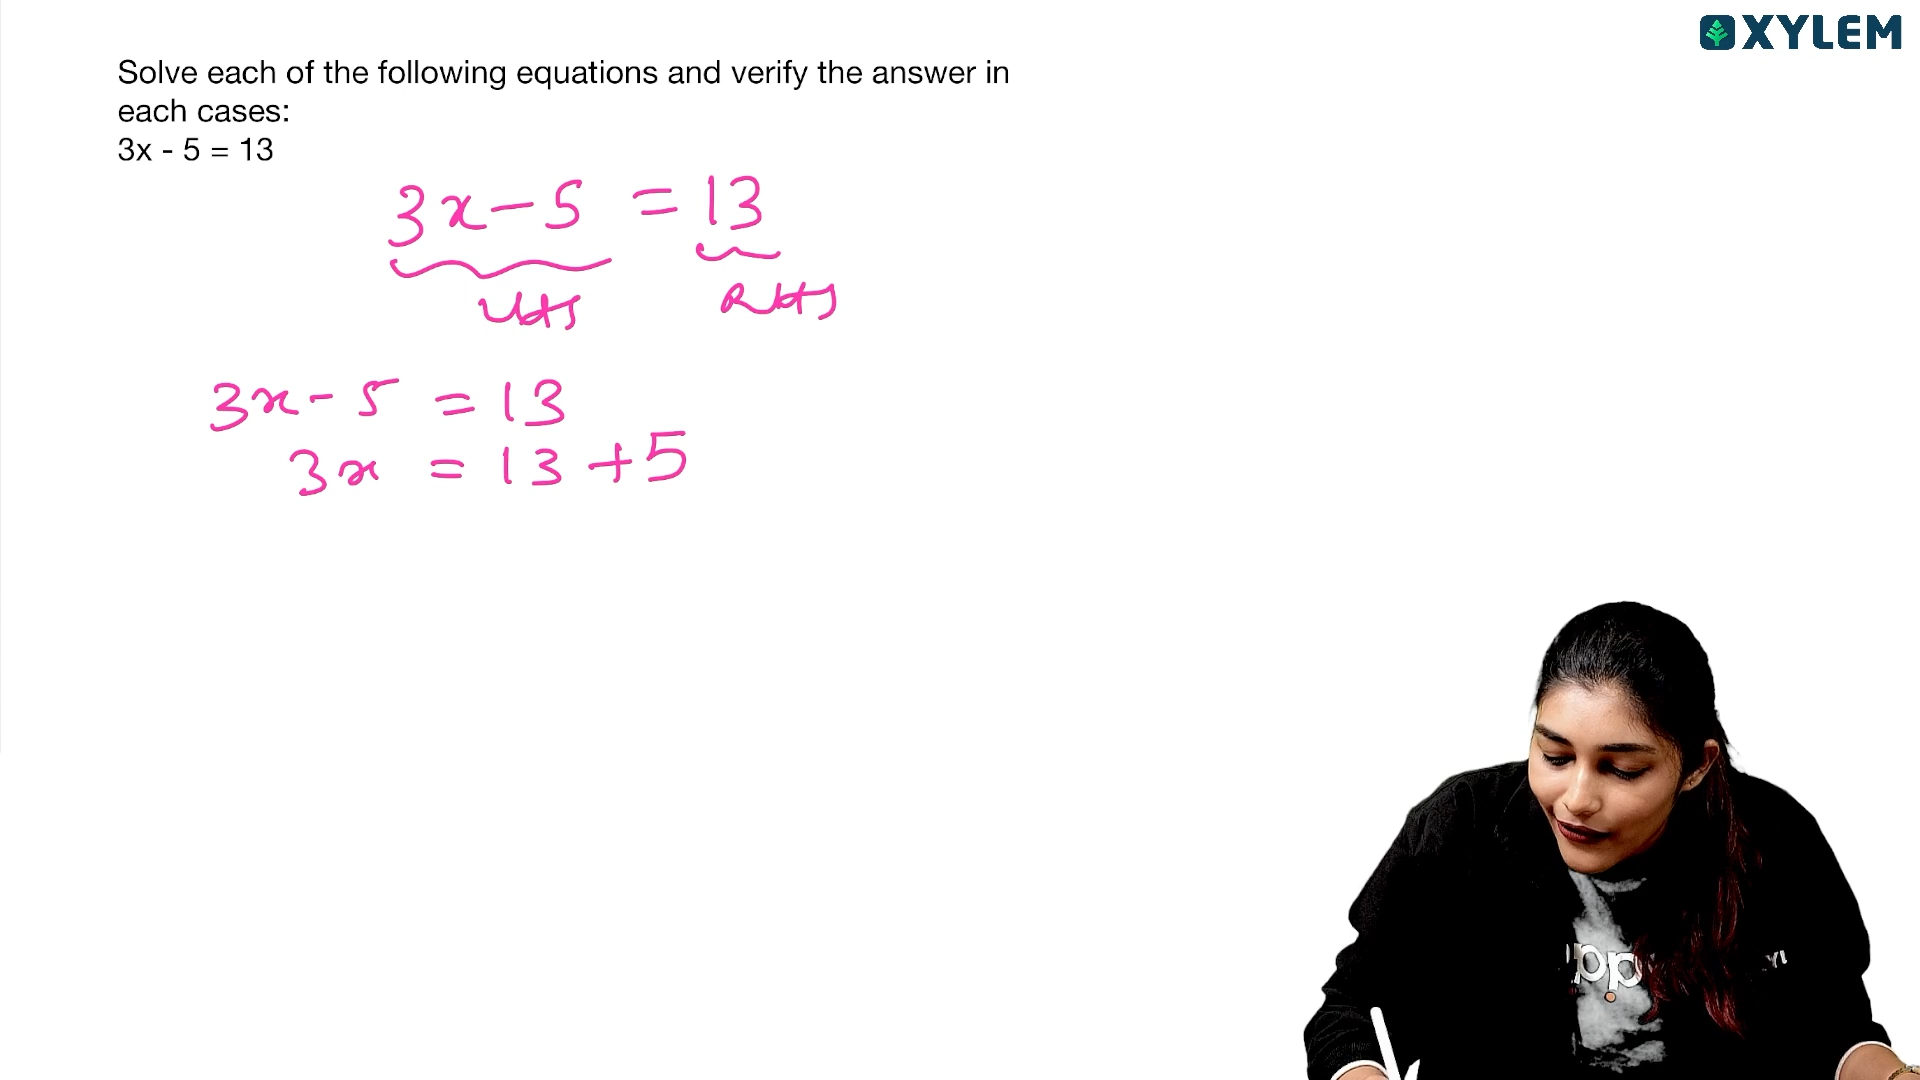 XYLEM
Solve each of the following equations and verify the answer in
each cases:
3x - 5 = 13
3x - 5 = 13
LHS RHS
3x - 5 = 13
3x = 13 + 5